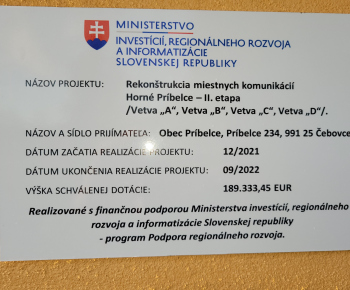 MINISTERSTVO
INVESTÍCIÍ, REGIONÁLNEHO ROZVOJA
A INFORMATIZÁCIE
SLOVENSKEJ REPUBLIKY
NÁZOV PROJEKTU: Rekonštrukcia miestnych komunikácií
Horné Príbelce – II. etapa
/Vetva „A“, Vetva „B“, Vetva „C“, Vetva „D“/.
NÁZOV A SÍDLO PRIJÍMATEĽA: Obec Príbelce, Príbelce 234, 991 25 Čebovce
DÁTUM ZAČATIA REALIZÁCIE PROJEKTU: 12/2021
DÁTUM UKONČENIA REALIZÁCIE PROJEKTU: 09/2022
VÝŠKA SCHVÁLENEJ DOTÁCIE: 189.333,45 EUR
Realizované s finančnou podporou Ministerstva investícií, regionálneho
rozvoja a informatizácie Slovenskej republiky
- program Podpora regionálneho rozvoja.